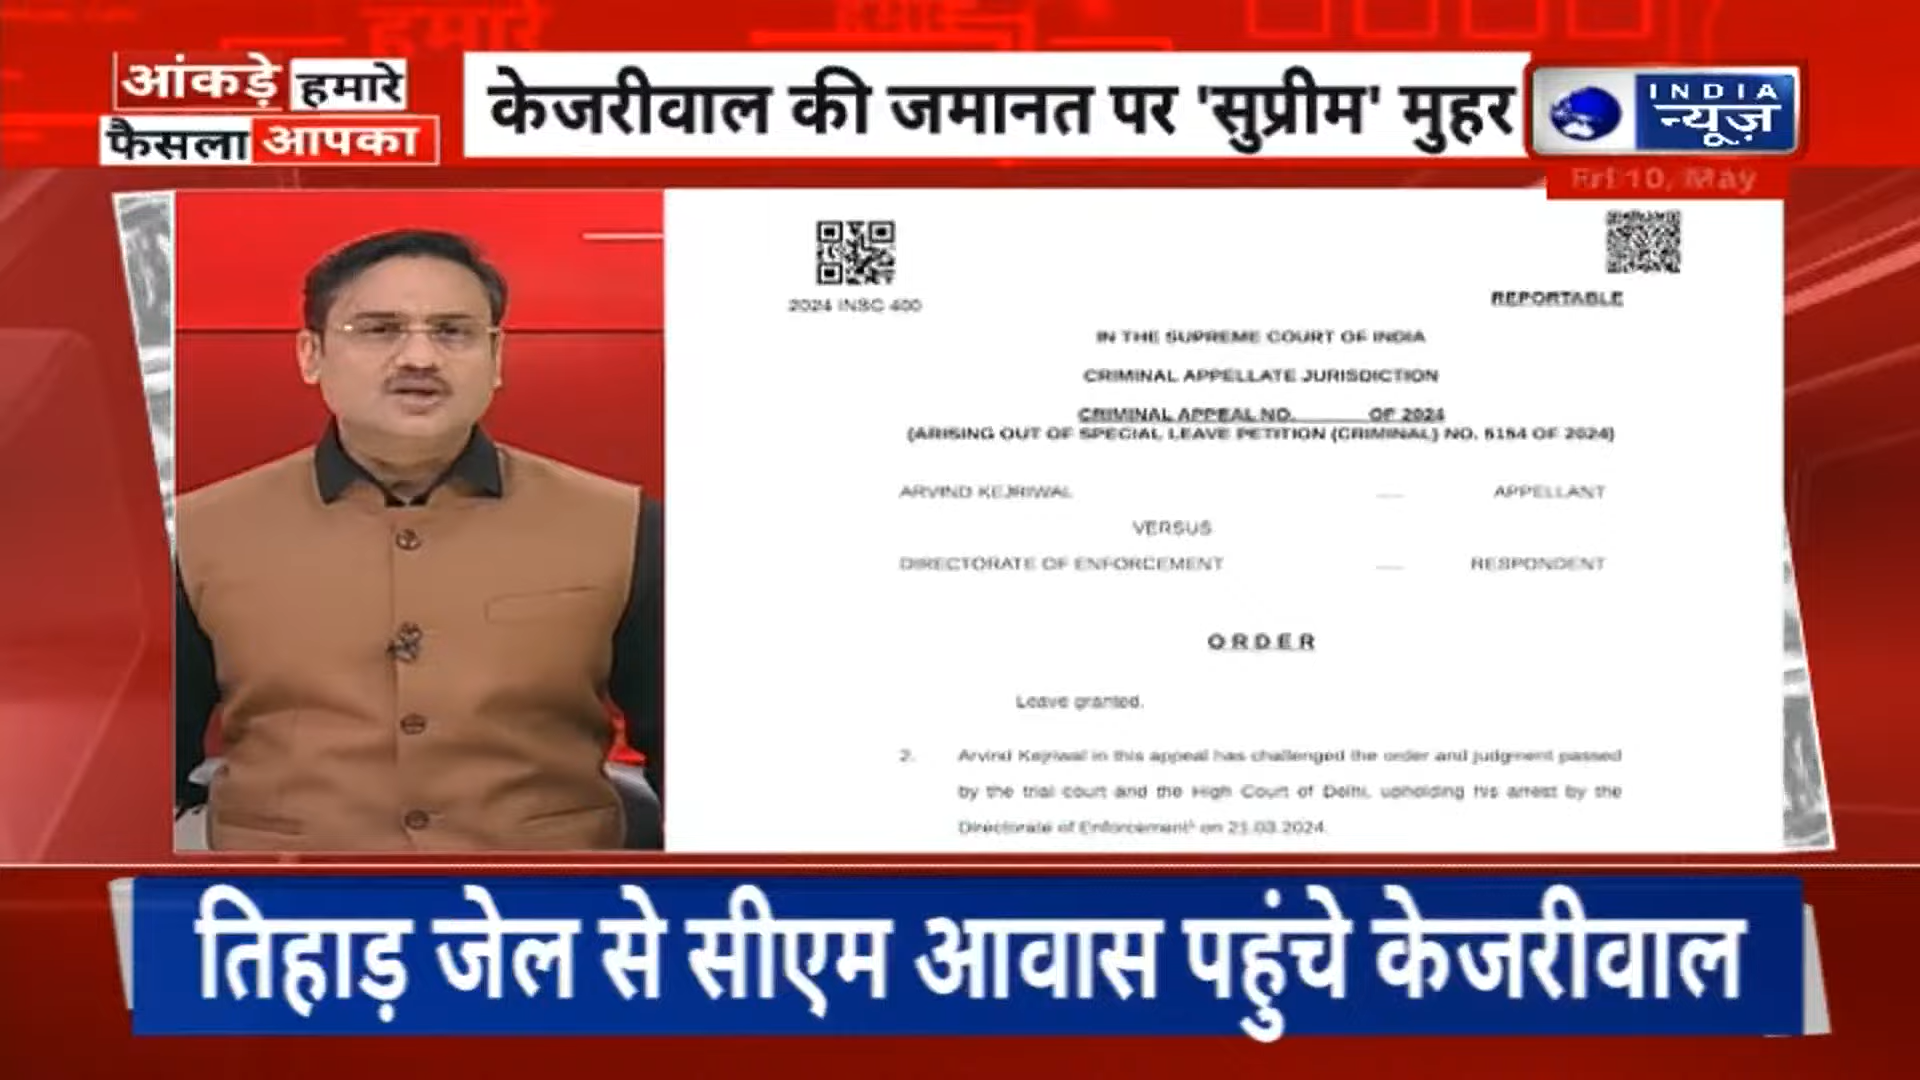 आंकड़े हमारे
फैसला आपका
केजरीवाल की जमानत पर 'सुप्रीम' मुहर
INDIA
न्यूज़
Fri 10, May
2024 INSC 400
REPORTABLE
IN THE SUPREME COURT OF INDIA
CRIMINAL APPELLATE JURISDICTION
CRIMINAL APPEAL NO. OF 2024
(ARISING OUT OF SPECIAL LEAVE PETITION (CRIMINAL) NO. 5154 OF 2024)
ARVIND KEJRIWAL ..... APPELLANT
VERSUS
DIRECTORATE OF ENFORCEMENT ..... RESPONDENT
ORDER
Leave granted.
2. Arvind Kejriwal in this appeal has challenged the order and judgment passed
by the trial court and the High Court of Delhi, upholding his arrest by the
Directorate of Enforcement¹ on 21.03.2024.
तिहाड़ जेल से सीएम आवास पहुंचे केजरीवाल